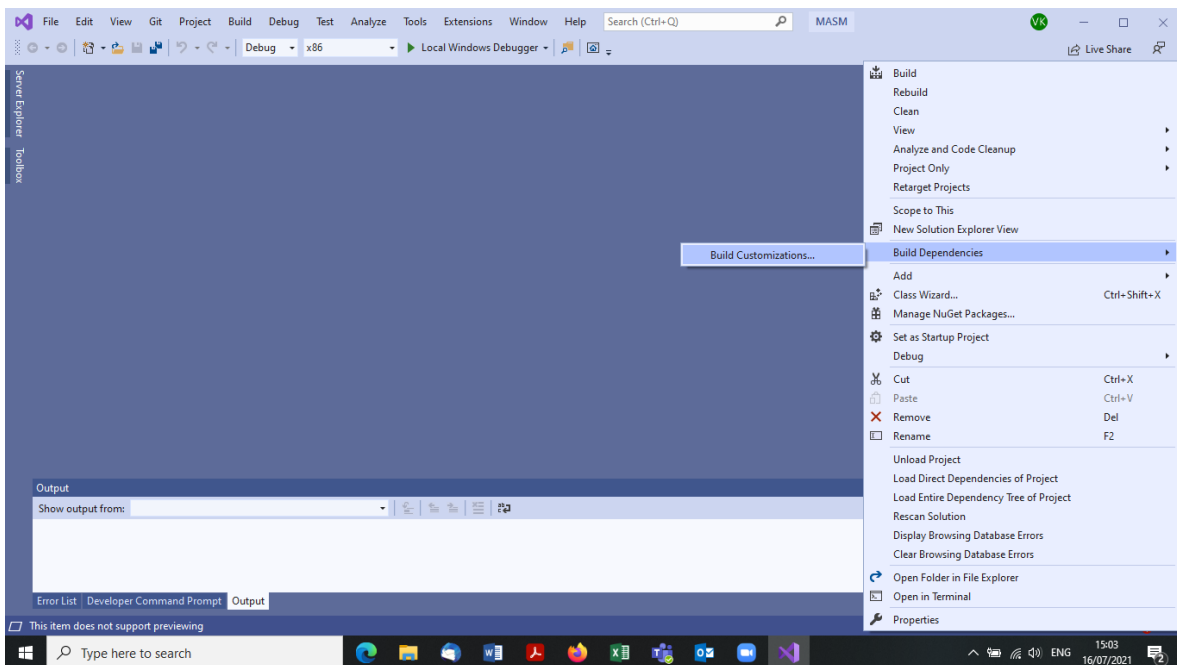 File Edit View Git Project Build Debug Test Analyze Tools Extensions Window Help Search (Ctrl+Q) MASM VK
Debug x86 Local Windows Debugger Live Share
Server Explorer
Toolbox
Build
Rebuild
Clean
View
Analyze and Code Cleanup
Project Only
Retarget Projects
Scope to This
New Solution Explorer View
Build Customizations... Build Dependencies
Add
Class Wizard... Ctrl+Shift+X
Manage NuGet Packages...
Set as Startup Project
Debug
Cut Ctrl+X
Paste Ctrl+V
Remove Del
Rename F2
Unload Project
Load Direct Dependencies of Project
Load Entire Dependency Tree of Project
Rescan Solution
Display Browsing Database Errors
Clear Browsing Database Errors
Open Folder in File Explorer
Open in Terminal
Properties
Output
Show output from:
Error List Developer Command Prompt Output
This item does not support previewing
Type here to search ENG 15:03
16/07/2021 2